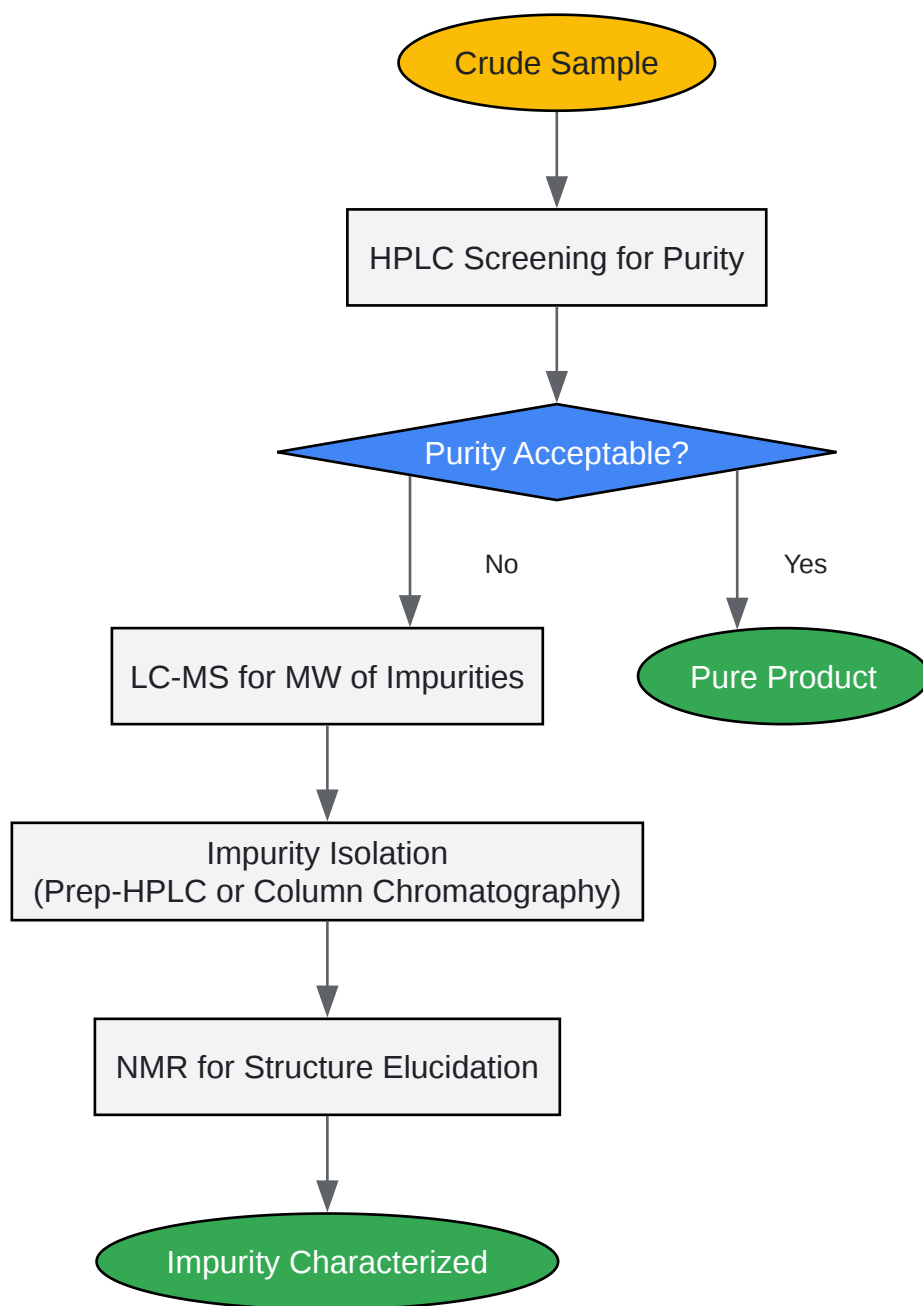 Crude Sample
HPLC Screening for Purity
Purity Acceptable?
No
Yes
LC-MS for MW of Impurities
Pure Product
Impurity Isolation
(Prep-HPLC or Column Chromatography)
NMR for Structure Elucidation
Impurity Characterized